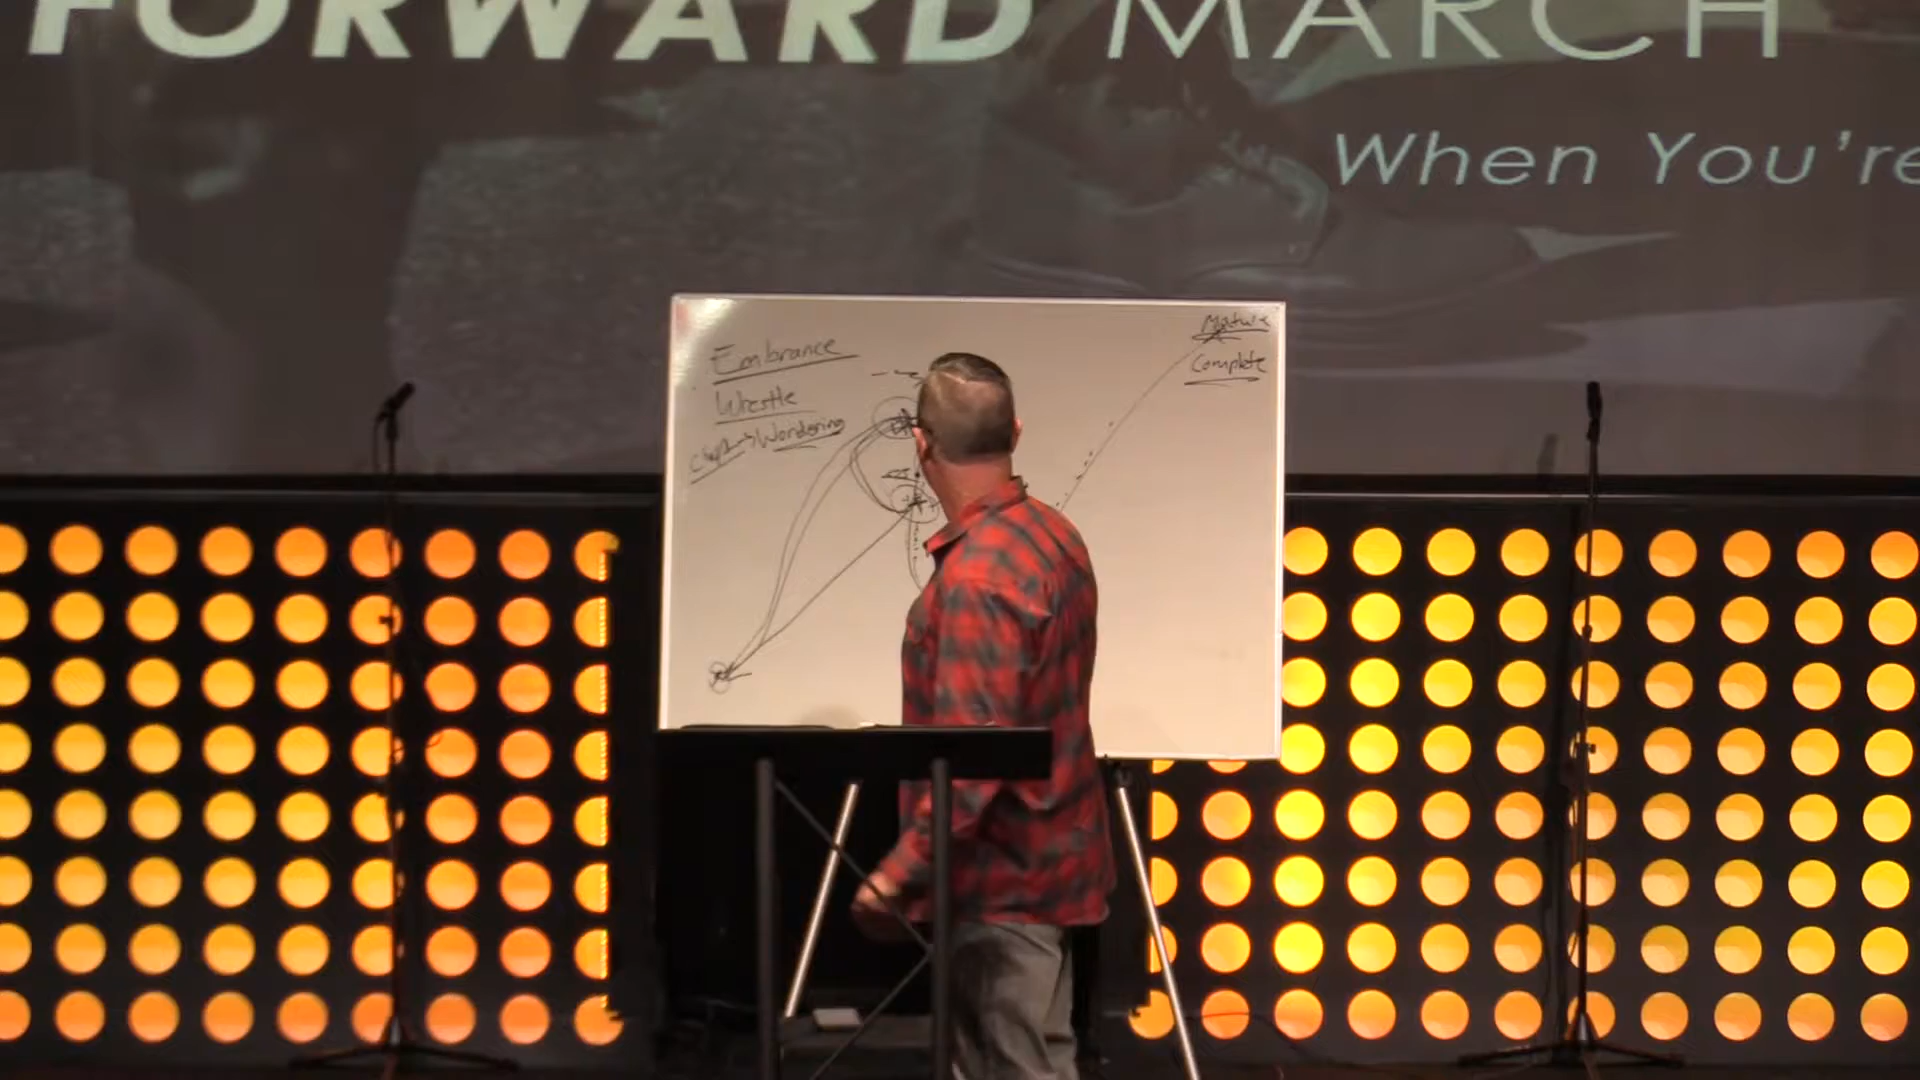 FORWARD MARCH
When You're
Embrance
Wrestle
Wondering
Mature
Complete